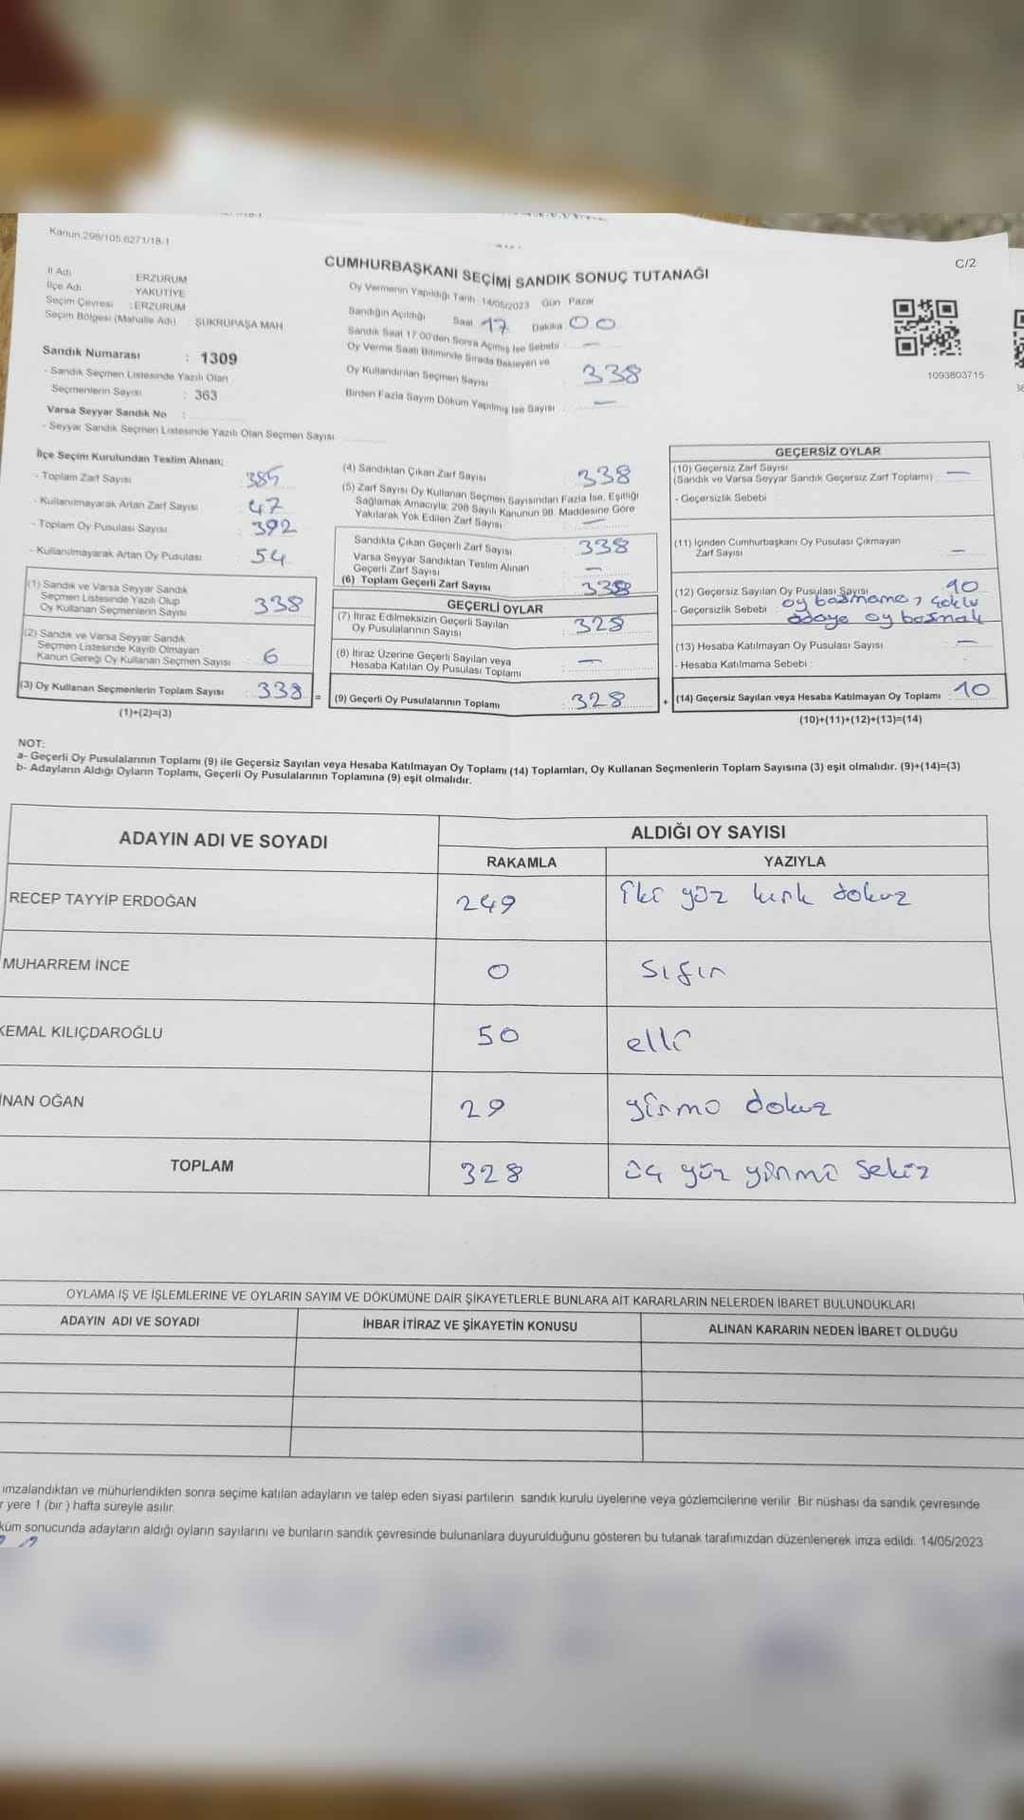 Kanun.298/105.6271/18-1
C/2
CUMHURBAŞKANI SEÇİMİ SANDIK SONUÇ TUTANAĞI
İl Adı : ERZURUM
İlçe Adı : YAKUTİYE
Seçim Çevresi : ERZURUM
Seçim Bölgesi (Mahalle Adı) : ŞÜKRÜPAŞA MAH
Sandık Numarası : 1309
- Sandık Seçmen Listesinde Yazılı Olan
Seçmenlerin Sayısı : 363
Varsa Seyyar Sandık No :
- Seyyar Sandık Seçmen Listesinde Yazılı Olan Seçmen Sayısı
Oy Vermenin Yapıldığı Tarih : 14/05/2023 Gün Pazar
Sandığın Açıldığı Saat 17 Dakika 00
Sandık Saat 17:00'den Sonra Açılmış İse Sebebi : —
Oy Verme Saati Bitiminde Sırada Bekleyen ve
Oy Kullandırılan Seçmen Sayısı 338
Birden Fazla Sayım Döküm Yapılmış İse Sayısı —
1093803715
İlçe Seçim Kurulundan Teslim Alınan;
- Toplam Zarf Sayısı 385
- Kullanılmayarak Artan Zarf Sayısı 47
- Toplam Oy Pusulası Sayısı 392
- Kullanılmayarak Artan Oy Pusulası 54
(1) Sandık ve Varsa Seyyar Sandık
Seçmen Listesinde Yazılı Olup
Oy Kullanan Seçmenlerin Sayısı 338
(2) Sandık ve Varsa Seyyar Sandık
Seçmen Listesinde Kayıtlı Olmayan
Kanun Gereği Oy Kullanan Seçmen Sayısı 6
(3) Oy Kullanan Seçmenlerin Toplam Sayısı 338 =
(1)+(2)=(3)
(4) Sandıktan Çıkan Zarf Sayısı 338
(5) Zarf Sayısı Oy Kullanan Seçmen Sayısından Fazla İse, Eşitliği
Sağlamak Amacıyla; 298 Sayılı Kanunun 98. Maddesine Göre
Yakılarak Yok Edilen Zarf Sayısı —
Sandıkta Çıkan Geçerli Zarf Sayısı 338
Varsa Seyyar Sandıktan Teslim Alınan
Geçerli Zarf Sayısı —
(6) Toplam Geçerli Zarf Sayısı 338
GEÇERLİ OYLAR
(7) İtiraz Edilmeksizin Geçerli Sayılan
Oy Pusulalarının Sayısı 328
(8) İtiraz Üzerine Geçerli Sayılan veya
Hesaba Katılan Oy Pusulası Toplamı —
(9) Geçerli Oy Pusulalarının Toplamı 328 +
GEÇERSİZ OYLAR
(10) Geçersiz Zarf Sayısı
(Sandık ve Varsa Seyyar Sandık Geçersiz Zarf Toplamı) —
- Geçersizlik Sebebi
(11) İçinden Cumhurbaşkanı Oy Pusulası Çıkmayan
Zarf Sayısı —
(12) Geçersiz Sayılan Oy Pusulası Sayısı 10
- Geçersizlik Sebebi oy basmama, çoklu
adaya oy basmak
(13) Hesaba Katılmayan Oy Pusulası Sayısı —
- Hesaba Katılmama Sebebi :
(14) Geçersiz Sayılan veya Hesaba Katılmayan Oy Toplamı 10
(10)+(11)+(12)+(13)=(14)
NOT:
a- Geçerli Oy Pusulalarının Toplamı (9) ile Geçersiz Sayılan veya Hesaba Katılmayan Oy Toplamı (14) Toplamları, Oy Kullanan Seçmenlerin Toplam Sayısına (3) eşit olmalıdır. (9)+(14)=(3)
b- Adayların Aldığı Oyların Toplamı, Geçerli Oy Pusulalarının Toplamına (9) eşit olmalıdır.
ADAYIN ADI VE SOYADI ALDIĞI OY SAYISI
RAKAMLA YAZIYLA
RECEP TAYYİP ERDOĞAN 249 iki yüz kırk dokuz
MUHARREM İNCE 0 sıfır
KEMAL KILIÇDAROĞLU 50 elli
İNAN OĞAN 29 yirmo dokuz
TOPLAM 328 üç yüz yirmi sekiz
OYLAMA İŞ VE İŞLEMLERİNE VE OYLARIN SAYIM VE DÖKÜMÜNE DAİR ŞİKAYETLERLE BUNLARA AİT KARARLARIN NELERDEN İBARET BULUNDUKLARI
ADAYIN ADI VE SOYADI İHBAR İTİRAZ VE ŞİKAYETİN KONUSU ALINAN KARARIN NEDEN İBARET OLDUĞU
imzalandıktan ve mühürlendikten sonra seçime katılan adayların ve talep eden siyasi partilerin sandık kurulu üyelerine veya gözlemcilerine verilir. Bir nüshası da sandık çevresinde
r yere 1 (bir ) hafta süreyle asılır.
küm sonucunda adayların aldığı oyların sayılarını ve bunların sandık çevresinde bulunanlara duyurulduğunu gösteren bu tutanak tarafımızdan düzenlenerek imza edildi. 14/05/2023